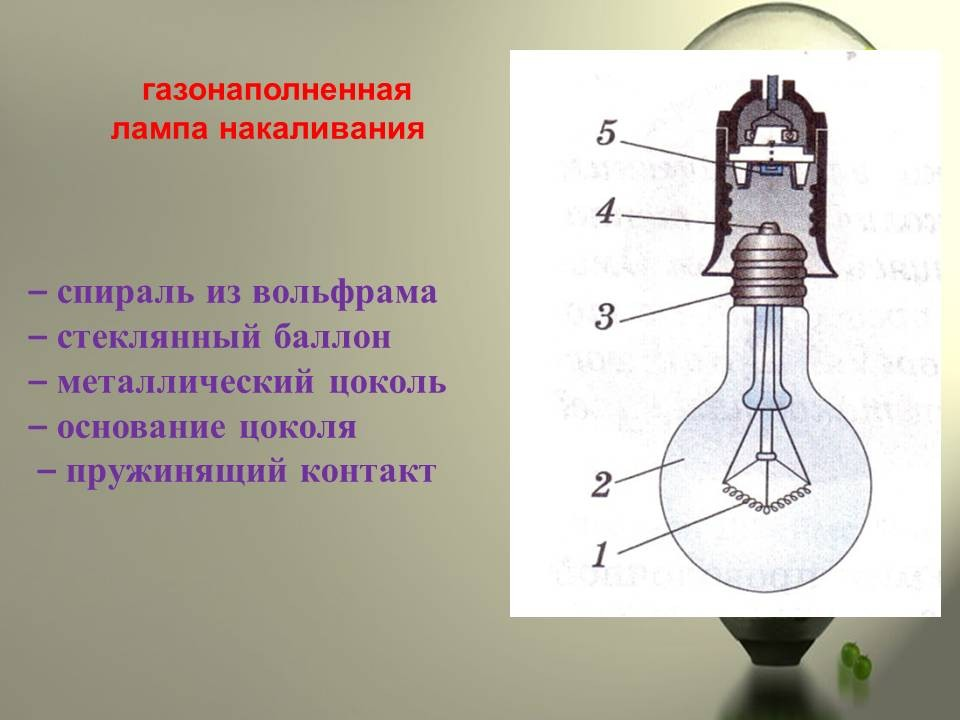 газонаполненная
лампа накаливания
– спираль из вольфрама
– стеклянный баллон
– металлический цоколь
– основание цоколя
– пружинящий контакт
5
4
3
2
1